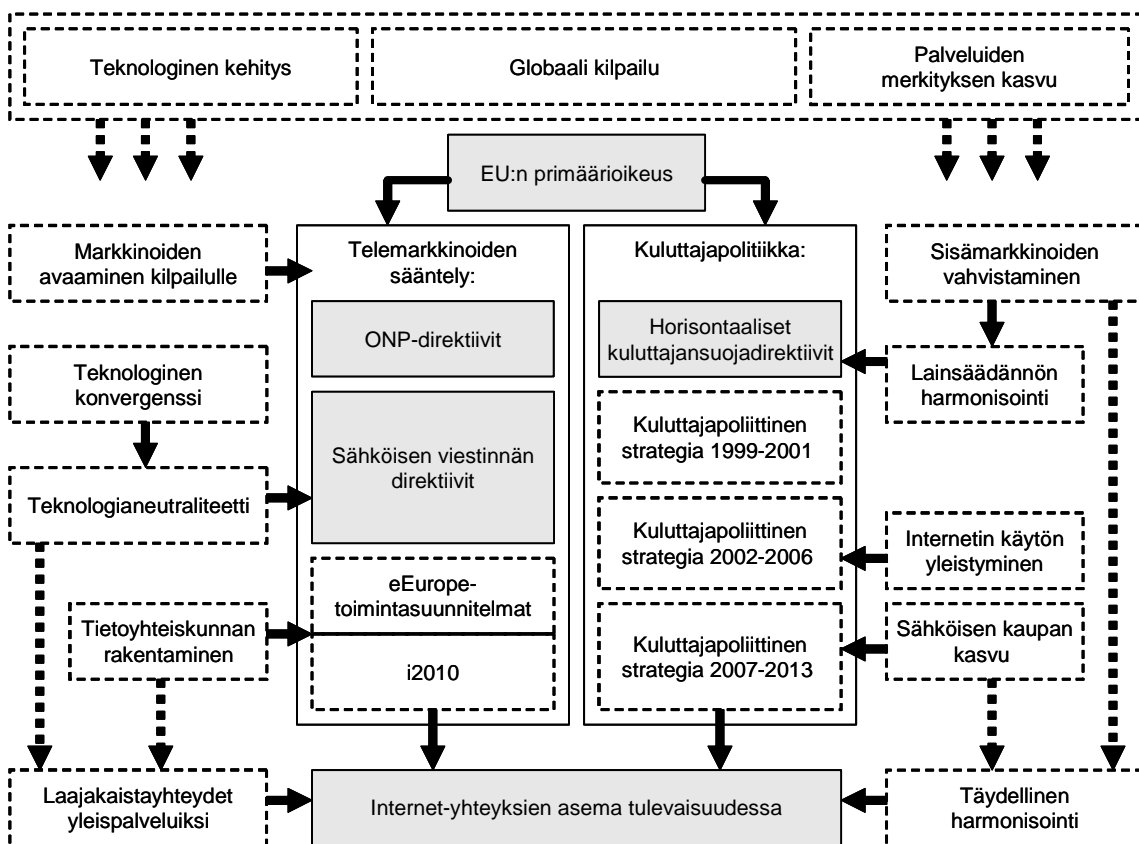 Teknologinen kehitys
Globaali kilpailu
Palveluiden
merkityksen kasvu
EU:n primäärioikeus
Markkinoiden
avaaminen kilpailulle
Telemarkkinoiden
sääntely:
Kuluttajapolitiikka:
Sisämarkkinoiden
vahvistaminen
ONP-direktiivit
Horisontaaliset
kuluttajansuojadirektiivit
Teknologinen
konvergenssi
Lainsäädännön
harmonisointi
Sähköisen viestinnän
direktiivit
Kuluttajapoliittinen
strategia 1999-2001
Teknologianeutraliteetti
Kuluttajapoliittinen
strategia 2002-2006
Internetin käytön
yleistyminen
eEurope-
toimintasuunnitelmat
Tietoyhteiskunnan
rakentaminen
i2010
Kuluttajapoliittinen
strategia 2007-2013
Sähköisen kaupan
kasvu
Laajakaistayhteydet
yleispalveluiksi
Internet-yhteyksien asema tulevaisuudessa
Täydellinen
harmonisointi